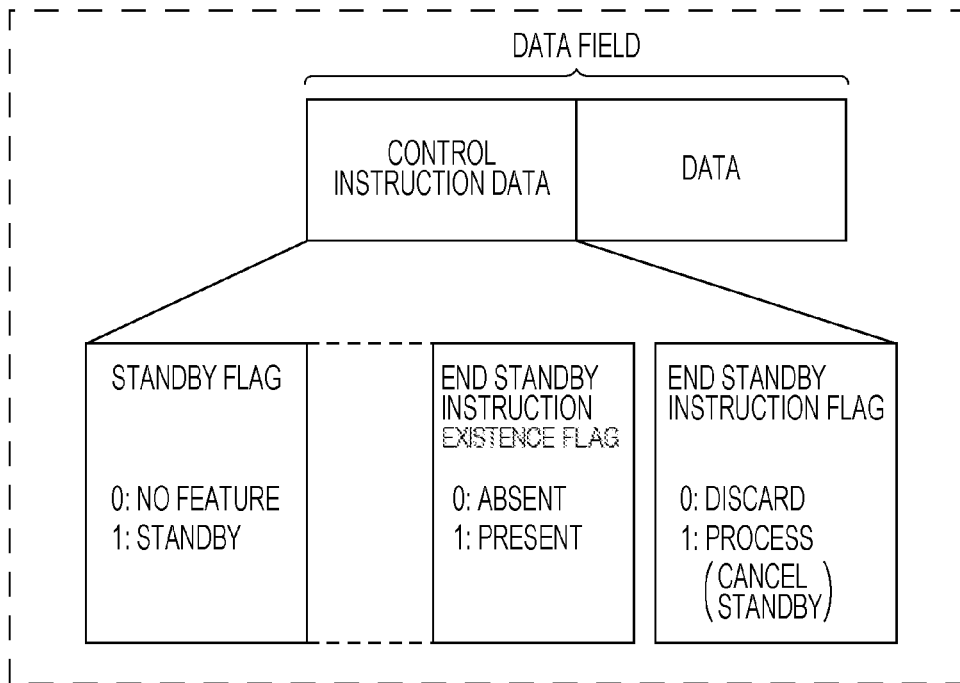 DATA FIELD
CONTROL
INSTRUCTION DATA
DATA
STANDBY FLAG
0: NO FEATURE
1: STANDBY
END STANDBY
INSTRUCTION
EXISTENCE FLAG
0: ABSENT
1: PRESENT
END STANDBY
INSTRUCTION FLAG
0: DISCARD
1: PROCESS
(CANCEL
STANDBY)